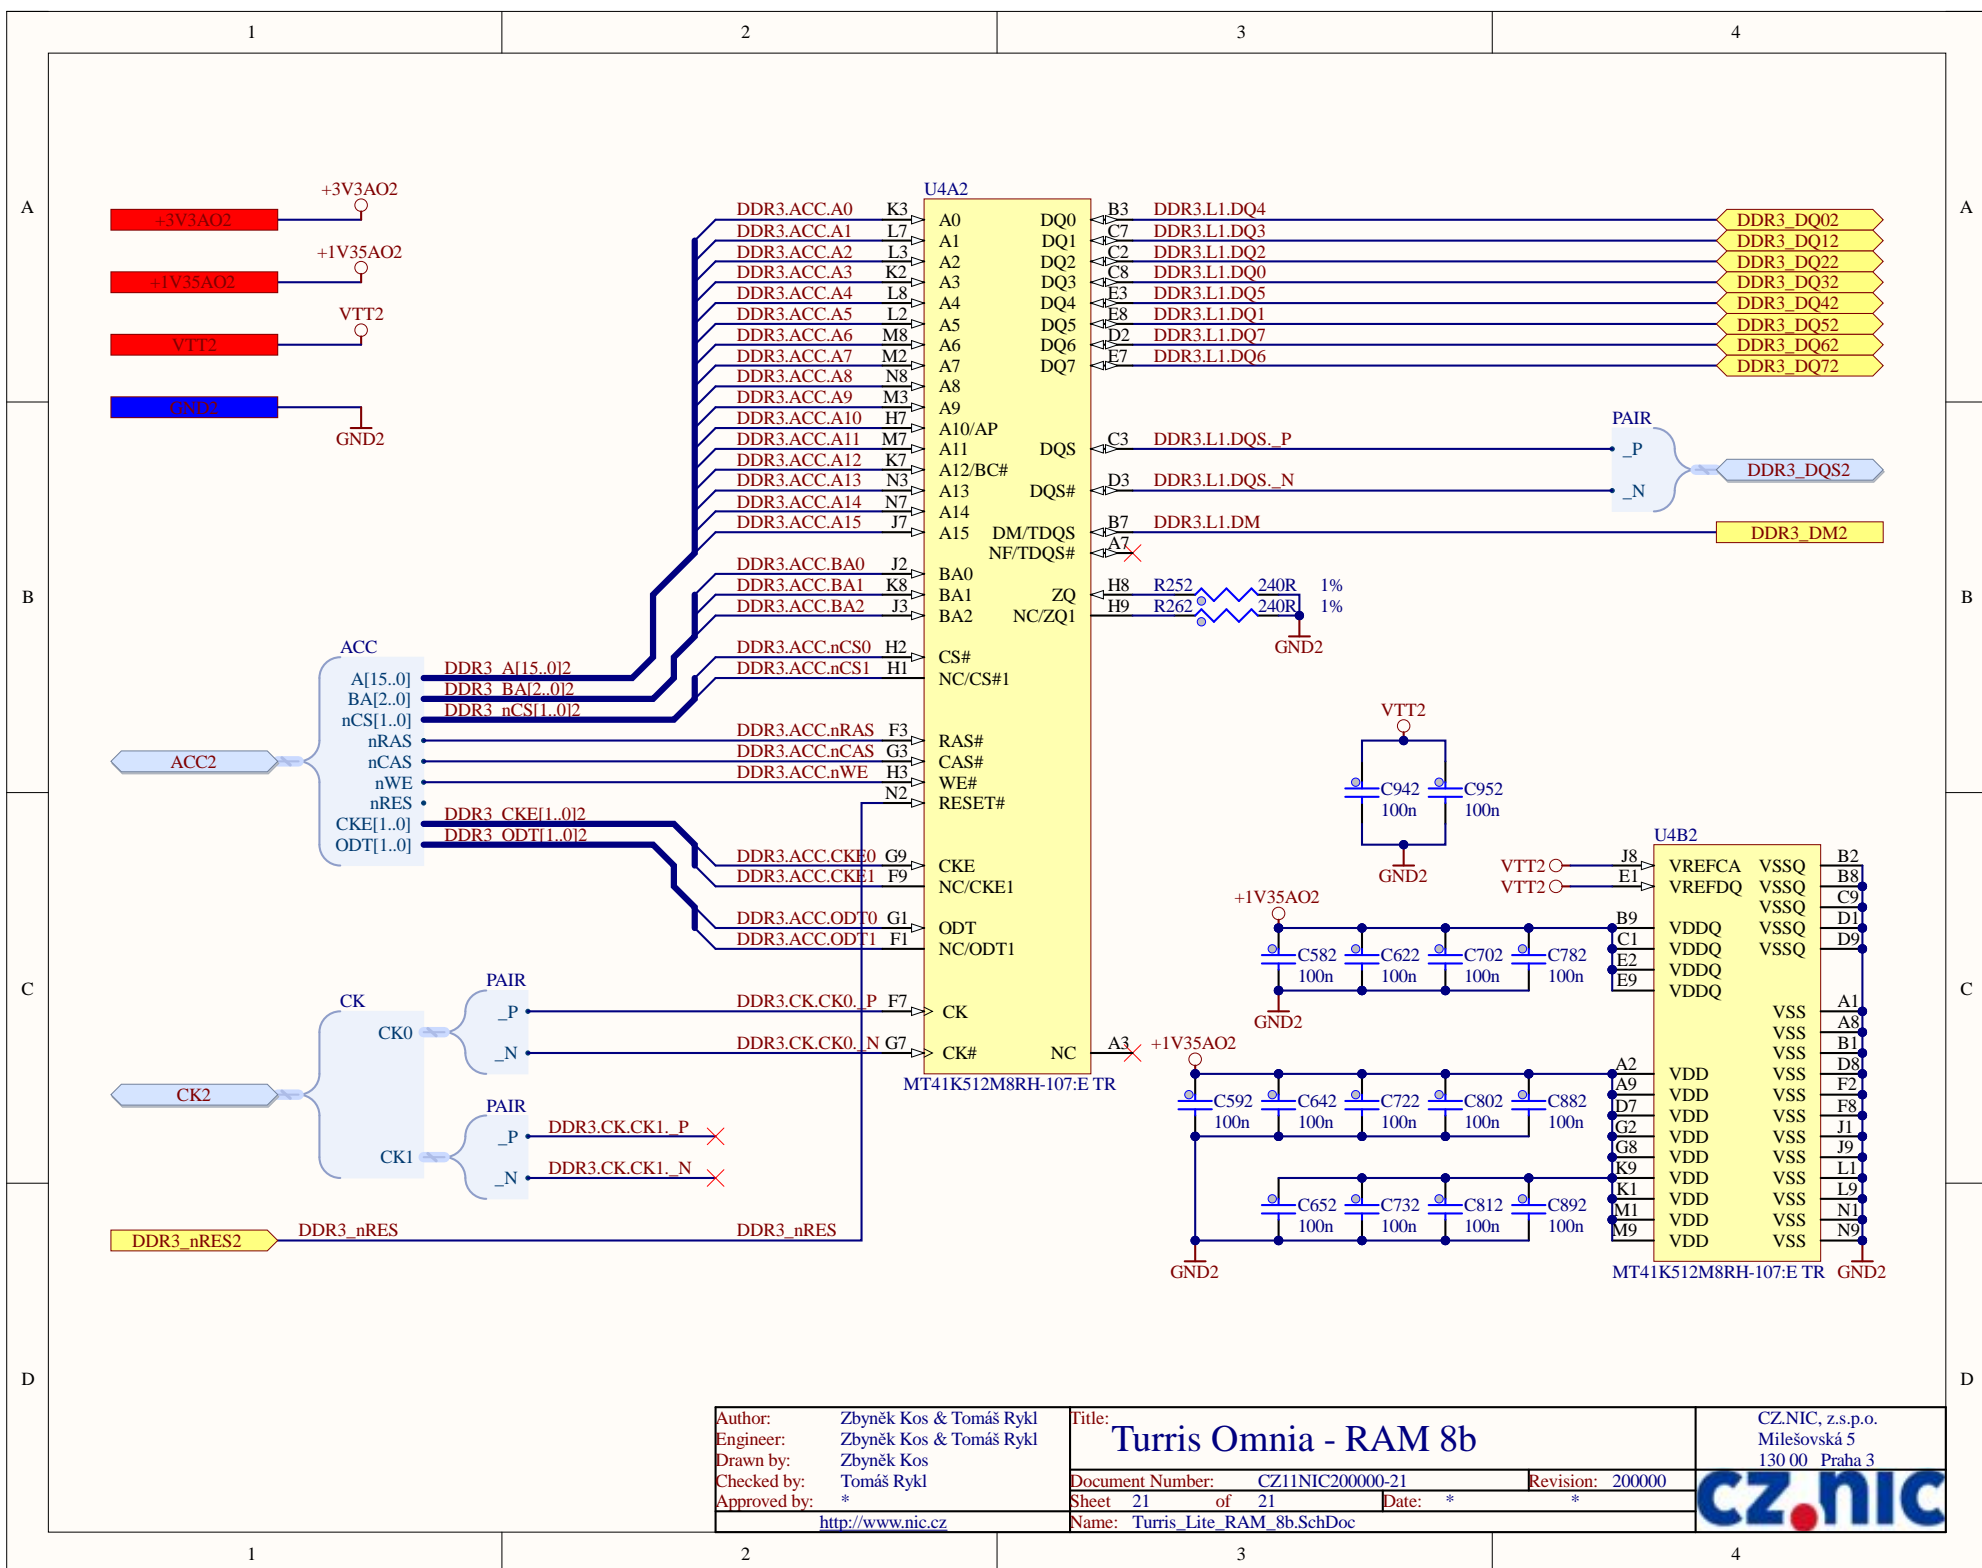 1 2 3 4
A A
B B
C C
D D
+3V3AO2
+3V3AO2
+1V35AO2
+1V35AO2
VTT2
VTT2
GND2
GND2
ACC
A[15..0] DDR3_A[15..0]2
BA[2..0] DDR3_BA[2..0]2
nCS[1..0] DDR3_nCS[1..0]2
nRAS
nCAS
nWE
nRES
CKE[1..0] DDR3_CKE[1..0]2
ODT[1..0] DDR3_ODT[1..0]2
ACC2
CK
CK0
CK1
CK2
PAIR
_P
_N
PAIR
_P DDR3.CK.CK1._P
_N DDR3.CK.CK1._N
DDR3_nRES2 DDR3_nRES DDR3_nRES
U4A2
DDR3.ACC.A0 K3 A0
DDR3.ACC.A1 L7 A1
DDR3.ACC.A2 L3 A2
DDR3.ACC.A3 K2 A3
DDR3.ACC.A4 L8 A4
DDR3.ACC.A5 L2 A5
DDR3.ACC.A6 M8 A6
DDR3.ACC.A7 M2 A7
DDR3.ACC.A8 N8 A8
DDR3.ACC.A9 M3 A9
DDR3.ACC.A10 H7 A10/AP
DDR3.ACC.A11 M7 A11
DDR3.ACC.A12 K7 A12/BC#
DDR3.ACC.A13 N3 A13
DDR3.ACC.A14 N7 A14
DDR3.ACC.A15 J7 A15
DDR3.ACC.BA0 J2 BA0
DDR3.ACC.BA1 K8 BA1
DDR3.ACC.BA2 J3 BA2
DDR3.ACC.nCS0 H2 CS#
DDR3.ACC.nCS1 H1 NC/CS#1
DDR3.ACC.nRAS F3 RAS#
DDR3.ACC.nCAS G3 CAS#
DDR3.ACC.nWE H3 WE#
N2 RESET#
DDR3.ACC.CKE0 G9 CKE
DDR3.ACC.CKE1 F9 NC/CKE1
DDR3.ACC.ODT0 G1 ODT
DDR3.ACC.ODT1 F1 NC/ODT1
DDR3.CK.CK0._P F7 CK
DDR3.CK.CK0._N G7 CK#
DQ0 B3 DDR3.L1.DQ4 DDR3_DQ02
DQ1 C7 DDR3.L1.DQ3 DDR3_DQ12
DQ2 C2 DDR3.L1.DQ2 DDR3_DQ22
DQ3 C8 DDR3.L1.DQ0 DDR3_DQ32
DQ4 E3 DDR3.L1.DQ5 DDR3_DQ42
DQ5 E8 DDR3.L1.DQ1 DDR3_DQ52
DQ6 D2 DDR3.L1.DQ7 DDR3_DQ62
DQ7 E7 DDR3.L1.DQ6 DDR3_DQ72
PAIR
DQS C3 DDR3.L1.DQS._P _P
DDR3_DQS2
DQS# D3 DDR3.L1.DQS._N _N
DM/TDQS B7 DDR3.L1.DM DDR3_DM2
NF/TDQS# A7
ZQ H8 R252 240R 1%
NC/ZQ1 H9 R262 240R 1%
GND2
NC A3
MT41K512M8RH-107:E TR
VTT2
C942 C952
100n 100n
GND2
+1V35AO2
C582 C622 C702 C782
100n 100n 100n 100n
GND2
+1V35AO2
C592 C642 C722 C802 C882
100n 100n 100n 100n 100n
C652 C732 C812 C892
100n 100n 100n 100n
GND2
U4B2
VTT2 J8 VREFCA VSSQ B2
VTT2 E1 VREFDQ VSSQ B8
VSSQ C9
B9 VDDQ VSSQ D1
C1 VDDQ VSSQ D9
E2 VDDQ
E9 VDDQ
VSS A1
VSS A8
VSS B1
A2 VDD VSS D8
A9 VDD VSS F2
D7 VDD VSS F8
G2 VDD VSS J1
G8 VDD VSS J9
K9 VDD VSS L1
K1 VDD VSS L9
M1 VDD VSS N1
M9 VDD VSS N9
MT41K512M8RH-107:E TR GND2
Author: Zbyněk Kos & Tomáš Rykl
Engineer: Zbyněk Kos & Tomáš Rykl
Drawn by: Zbyněk Kos
Checked by: Tomáš Rykl
Approved by: *
http://www.nic.cz
Title: Turris Omnia - RAM 8b
Document Number: CZ11NIC200000-21 Revision: 200000
Sheet 21 of 21 Date: * *
Name: Turris_Lite_RAM_8b.SchDoc
CZ.NIC, z.s.p.o.
Milešovská 5
130 00 Praha 3
cz.nic
1 2 3 4